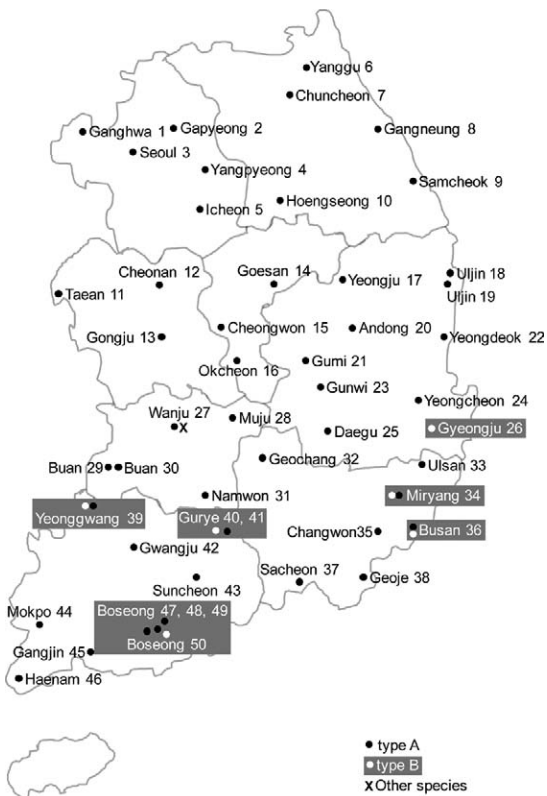 Yanggu 6
Chuncheon 7
Ganghwa 1
Gapyeong 2
Gangneung 8
Seoul 3
Yangpyeong 4
Samcheok 9
Icheon 5
Hoengseong 10
Cheonan 12
Goesan 14
Yeongju 17
Uljin 18
Taean 11
Uljin 19
Gongju 13
Cheongwon 15
Andong 20
Yeongdeok 22
Okcheon 16
Gumi 21
Gunwi 23
Yeongcheon 24
Wanju 27
x
Muju 28
Daegu 25
Gyeongju 26
Buan 29
Buan 30
Geochang 32
Ulsan 33
Namwon 31
Miryang 34
Yeonggwang 39
Gurye 40, 41
Changwon35
Busan 36
Gwangju 42
Suncheon 43
Sacheon 37
Geoje 38
Mokpo 44
Boseong 47, 48, 49
Boseong 50
Gangjin 45
Haenam 46
type A
type B
x Other species